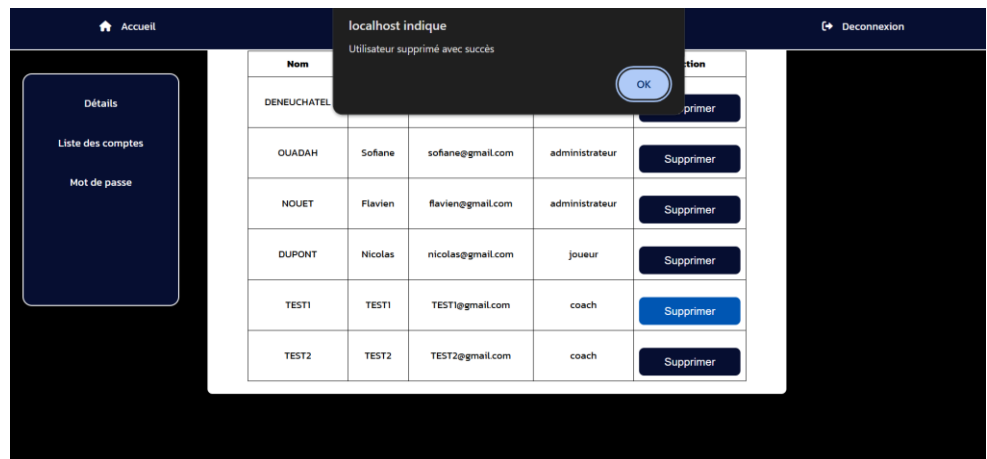 Accueil
localhost indique
Deconnexion
Utilisateur supprimé avec succès
OK
Détails
Liste des comptes
Mot de passe
Nom
DENEUCHATEL
OUADAH Sofiane sofiane@gmail.com administrateur Supprimer
NOUET Flavien flavien@gmail.com administrateur Supprimer
DUPONT Nicolas nicolas@gmail.com joueur Supprimer
TEST1 TEST1 TEST1@gmail.com coach Supprimer
TEST2 TEST2 TEST2@gmail.com coach Supprimer